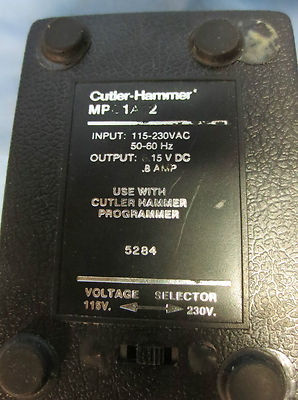 Cutler-Hammer
INPUT: 115-230VAC
50-60 Hz
OUTPUT: 15 V DC
.8 AMP
USE WITH
CUTLER HAMMER
PROGRAMMER
5284
VOLTAGE SELECTOR
115V. 230V.